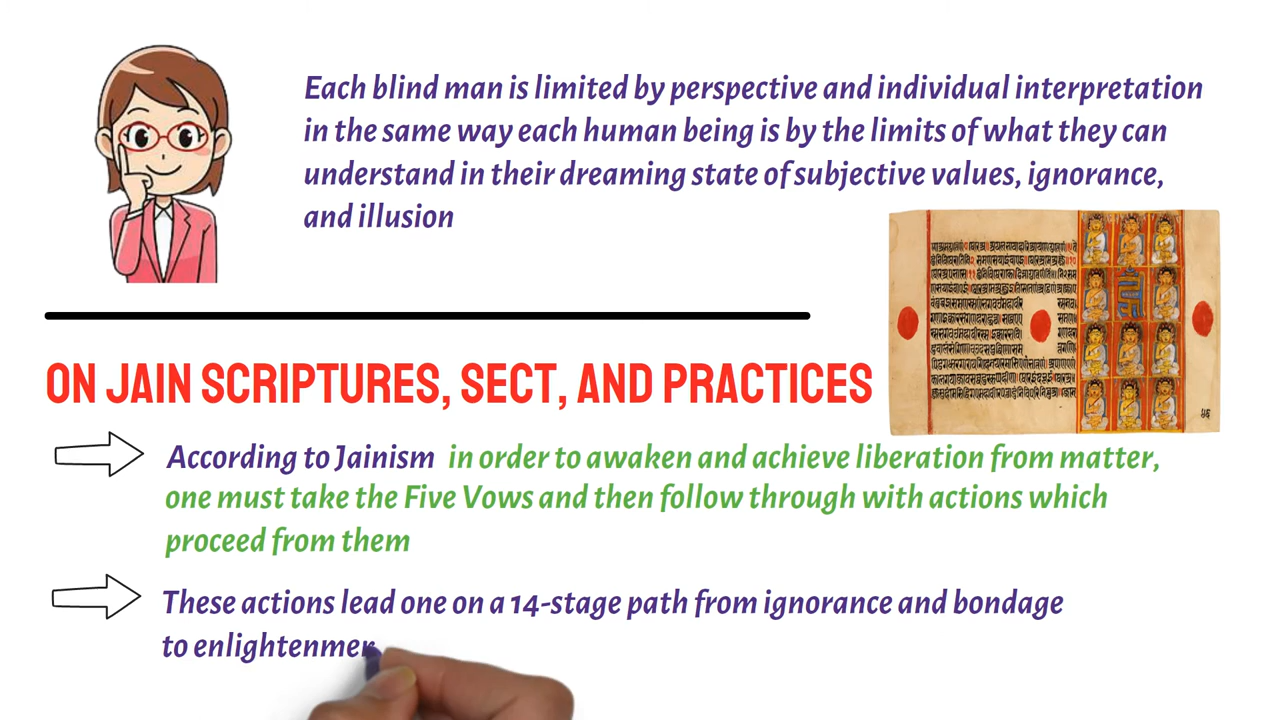 Each blind man is limited by perspective and individual interpretation
in the same way each human being is by the limits of what they can
understand in their dreaming state of subjective values, ignorance,
and illusion
ON JAIN SCRIPTURES, SECT, AND PRACTICES
According to Jainism in order to awaken and achieve liberation from matter,
one must take the Five Vows and then follow through with actions which
proceed from them
These actions lead one on a 14-stage path from ignorance and bondage
to